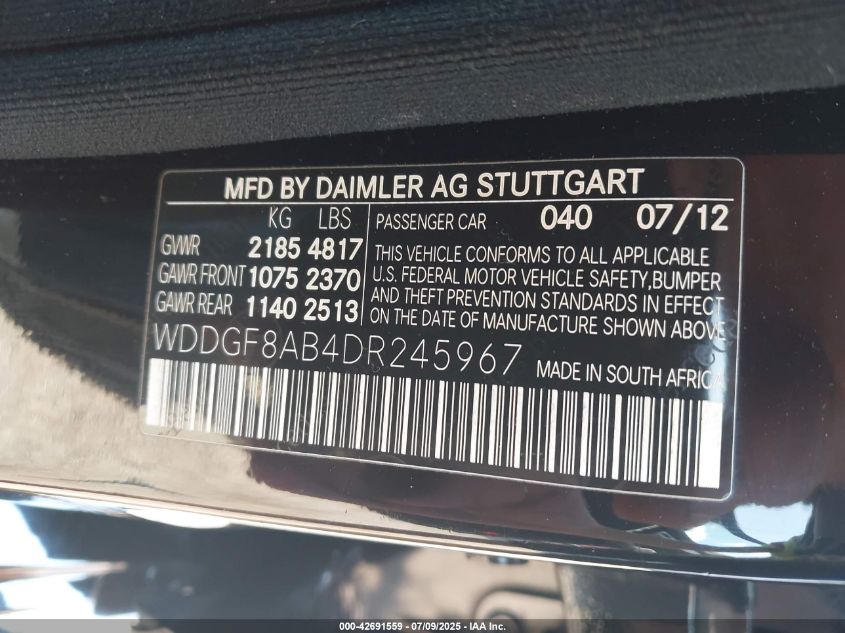 MFD BY DAIMLER AG STUTTGART
KG LBS
GVWR 2185 4817
GAWR FRONT 1075 2370
GAWR REAR 1140 2513
PASSENGER CAR 040 07/12
THIS VEHICLE CONFORMS TO ALL APPLICABLE
U.S. FEDERAL MOTOR VEHICLE SAFETY,BUMPER
AND THEFT PREVENTION STANDARDS IN EFFECT
ON THE DATE OF MANUFACTURE SHOWN ABOVE
WDDGF8AB4DR245967 MADE IN SOUTH AFRICA
000-42691559 / 07/09/2025 - IAA Inc.